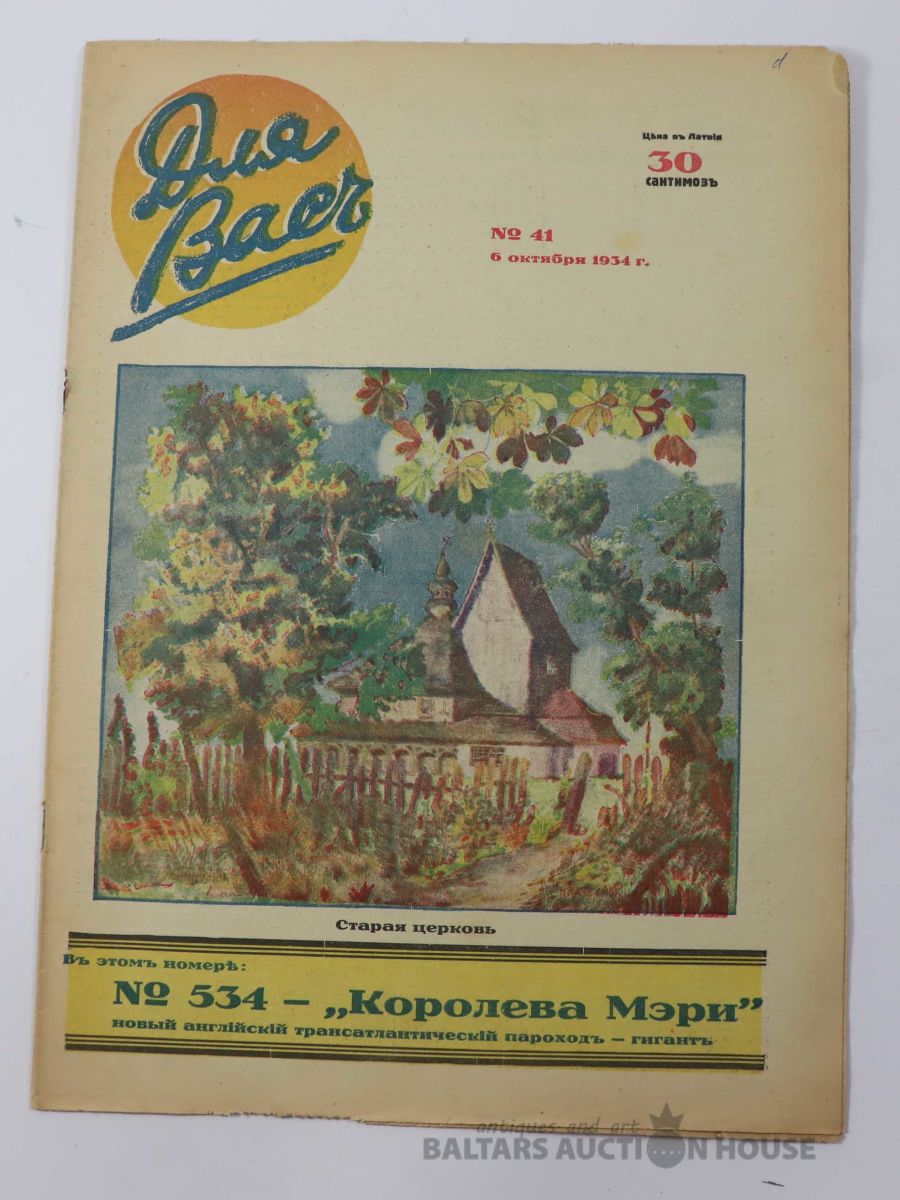 Для
Васъ
Цѣна въ Латвіи
30
сантимовъ
№ 41
6 октября 1934 г.
Старая церковь
Въ этомъ номерѣ:
№ 534 — „Королева Мэри”
новый англійскій трансатлантическій пароходъ — гигантъ
antiques and art
BALTARS AUCTION HOUSE